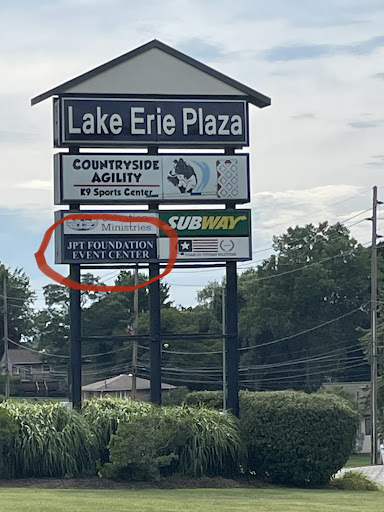 Lake Erie Plaza
COUNTRYSIDE
AGILITY
K9 Sports Center
Ministries
SUBWAY
JPT FOUNDATION
EVENT CENTER